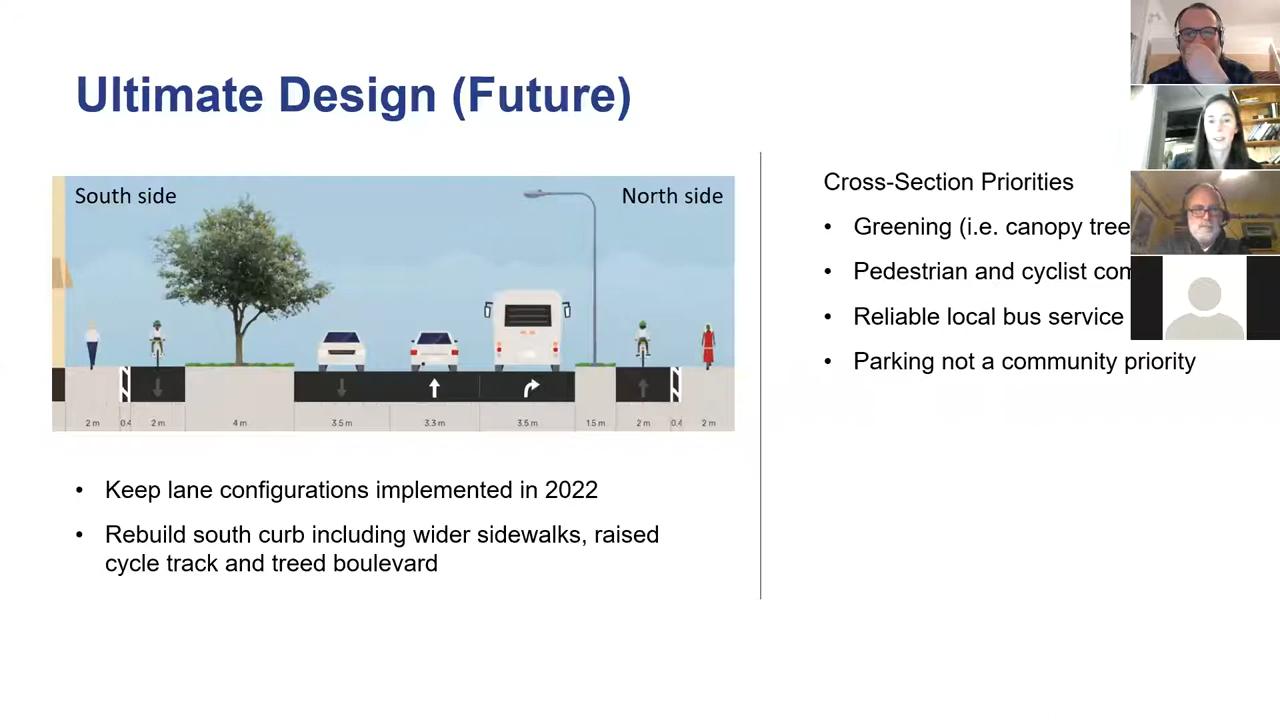 Ultimate Design (Future)
South side
North side
2 m 0.4 2 m 4 m 3.5 m 3.3 m 3.5 m 1.5 m 2 m 0.4 2 m
• Keep lane configurations implemented in 2022
• Rebuild south curb including wider sidewalks, raised
cycle track and treed boulevard
Cross-Section Priorities
• Greening (i.e. canopy tree
• Pedestrian and cyclist
• Reliable local bus service
• Parking not a community priority